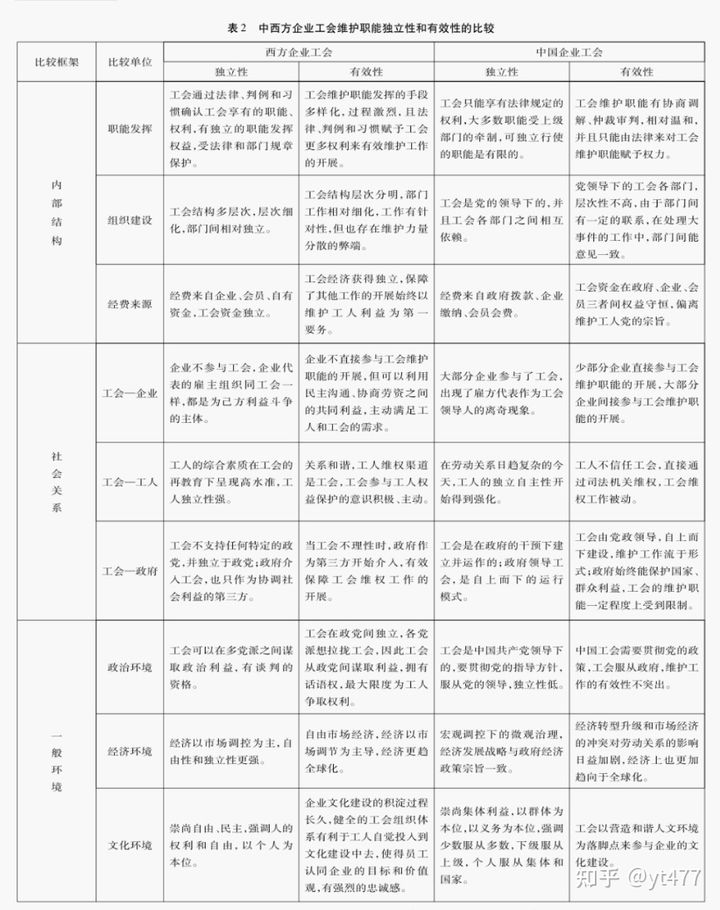 表 2　中西方企业工会维护职能独立性和有效性的比较
比较框架
比较单位
西方企业工会
中国企业工会
独立性
有效性
独立性
有效性
内
部
结
构
职能发挥
工会通过法律、判例和习
惯确认工会享有的职能、
权利,有独立的职能发挥
权益,受法律和部门规章
保护。
工会维护职能发挥的手段
多样化，过程激烈，且法
律、判例和习惯赋予工会
更多权利来有效维护工作
的开展。
工会只能享有法律规定的
权利,大多数职能受上级
部门的牵制,可独立行使
的职能是有限的。
工会维护职能有协商调
解、仲裁审判，相对温和，
并且只能由法律来对工会
维护职能赋予权力。
组织建设
工会结构多层次,层次细
化,部门间相对独立。
工会结构层次分明,部门
工作相对细化,工作有针
对性,但也存在维护力量
分散的弊端。
工会是党的领导下的,并
且工会各部门之间相互
依赖。
党领导下的工会各部门,
层次性不高,由于部门间
有一定的联系,在处理大
事件的工作中,部门间能
意见一致。
经费来源
经费来自企业、会员、自有
资金,工会资金独立。
工会经济获得独立,保障
了其他工作的开展始终以
维护工人利益为第一
要务。
经费来自政府拨款、企业
缴纳、会员会费。
工会资金在政府、企业、会
员三者间权益守恒,偏离
维护工人党的宗旨。
社
会
关
系
工会—企业
企业不参与工会,企业代
表的雇主组织同工会一
样,都是为己方利益斗争
的主体。
企业不直接参与工会维护
职能的开展,但可以利用
民主沟通、协商劳资之间
的共同利益,主动满足工
人和工会的需求。
大部分企业参与了工会,
出现了雇方代表作为工会
领导人的离奇现象。
少部分企业直接参与工会
维护职能的开展,大部分
企业间接参与工会维护职
能的开展。
工会—工人
工人的综合素质在工会的
再教育下呈现高水准,工
人独立性强。
关系和谐,工人维权渠道
是工会,工会参与工人权
益保护的意识积极、主动。
在劳动关系日趋复杂的今
天,工人的独立自主性开
始得到强化。
工人不信任工会,直接通
过司法机关维权,工会维
权工作被动。
工会—政府
工会不支持任何特定的政
党,并独立于政党;政府介
入工会,也只作为协调社
会利益的第三方。
当工会不理性时,政府作
为第三方开始介入,有效
保障工会维权工作的
开展。
工会是在政府的干预下建
立并运作的;政府领导工
会,是自上而下的运行
模式。
工会由党政领导,自上而
下建设,维护工作流于形
式;政府始终能保护国家、
群众利益,工会的维护职
能一定程度上受到限制。
一
般
环
境
政治环境
工会可以在多党派之间谋
取政治利益,有谈判的
资格。
工会在政党间独立,各党
派想拉拢工会,因此工会
从政党间谋取利益,拥有
话语权,最大限度为工人
争取权利。
工会是中国共产党领导下
的,要贯彻党的指导方针,
服从党的领导,独立性低。
中国工会需要贯彻党的政
策,工会服从政府,维护工作
的有效性不突出。
经济环境
经济以市场调控为主,自
由性和独立性更强。
自由市场经济,经济以市
场调节为主导,经济更趋
全球化。
宏观调控下的微观治理,
经济发展战略与政府经济
政策宗旨一致。
经济转型升级和市场经济
的冲突对劳动关系的影响
日益加剧,经济上也更加
趋向于全球化。
文化环境
崇尚自由、民主,强调人的
权利和自由,以个人为
本位。
企业文化建设的积淀过程
长久,健全的工会组织体
系有利于工人自觉投入到
文化建设中去,使得员工
认同企业的目标和价值
观,有强烈的忠诚感。
崇尚集体利益,以群体为
本位,以义务为本位,强调
少数服从多数,下级服从
上级,个人服从集体和
国家。
工会以营造和谐人文环境
为落脚点来参与企业的文
化建设。
知乎 @yt477